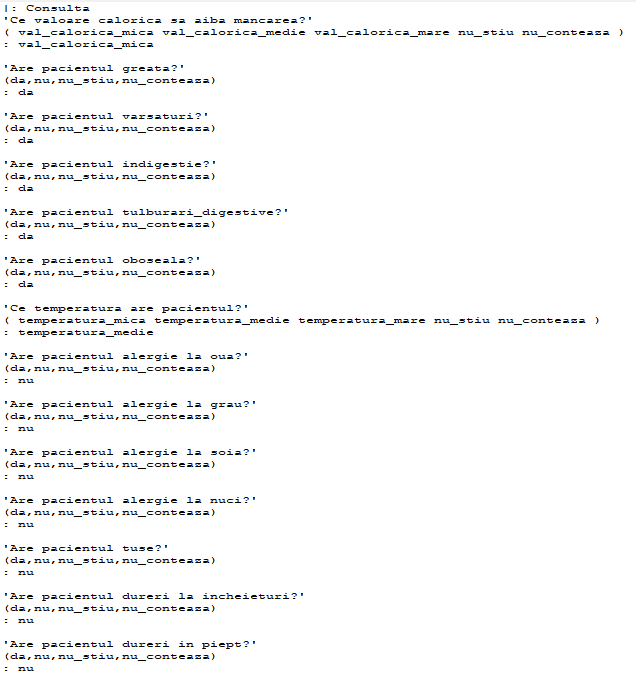 |: Consulta
'Ce valoare calorica sa aiba mancarea?'
( val_calorica_mica val_calorica_medie val_calorica_mare nu_stiu nu_conteaza )
: val_calorica_mica
'Are pacientul greata?'
(da,nu,nu_stiu,nu_conteaza)
: da
'Are pacientul varsaturi?'
(da,nu,nu_stiu,nu_conteaza)
: da
'Are pacientul indigestie?'
(da,nu,nu_stiu,nu_conteaza)
: da
'Are pacientul tulburari_digestive?'
(da,nu,nu_stiu,nu_conteaza)
: da
'Are pacientul oboseala?'
(da,nu,nu_stiu,nu_conteaza)
: da
'Ce temperatura are pacientul?'
( temperatura_mica temperatura_medie temperatura_mare nu_stiu nu_conteaza )
: temperatura_medie
'Are pacientul alergie la oua?'
(da,nu,nu_stiu,nu_conteaza)
: nu
'Are pacientul alergie la grau?'
(da,nu,nu_stiu,nu_conteaza)
: nu
'Are pacientul alergie la soia?'
(da,nu,nu_stiu,nu_conteaza)
: nu
'Are pacientul alergie la nuci?'
(da,nu,nu_stiu,nu_conteaza)
: nu
'Are pacientul tuse?'
(da,nu,nu_stiu,nu_conteaza)
: nu
'Are pacientul dureri la incheieturi?'
(da,nu,nu_stiu,nu_conteaza)
: nu
'Are pacientul dureri in piept?'
(da,nu,nu_stiu,nu_conteaza)
: nu